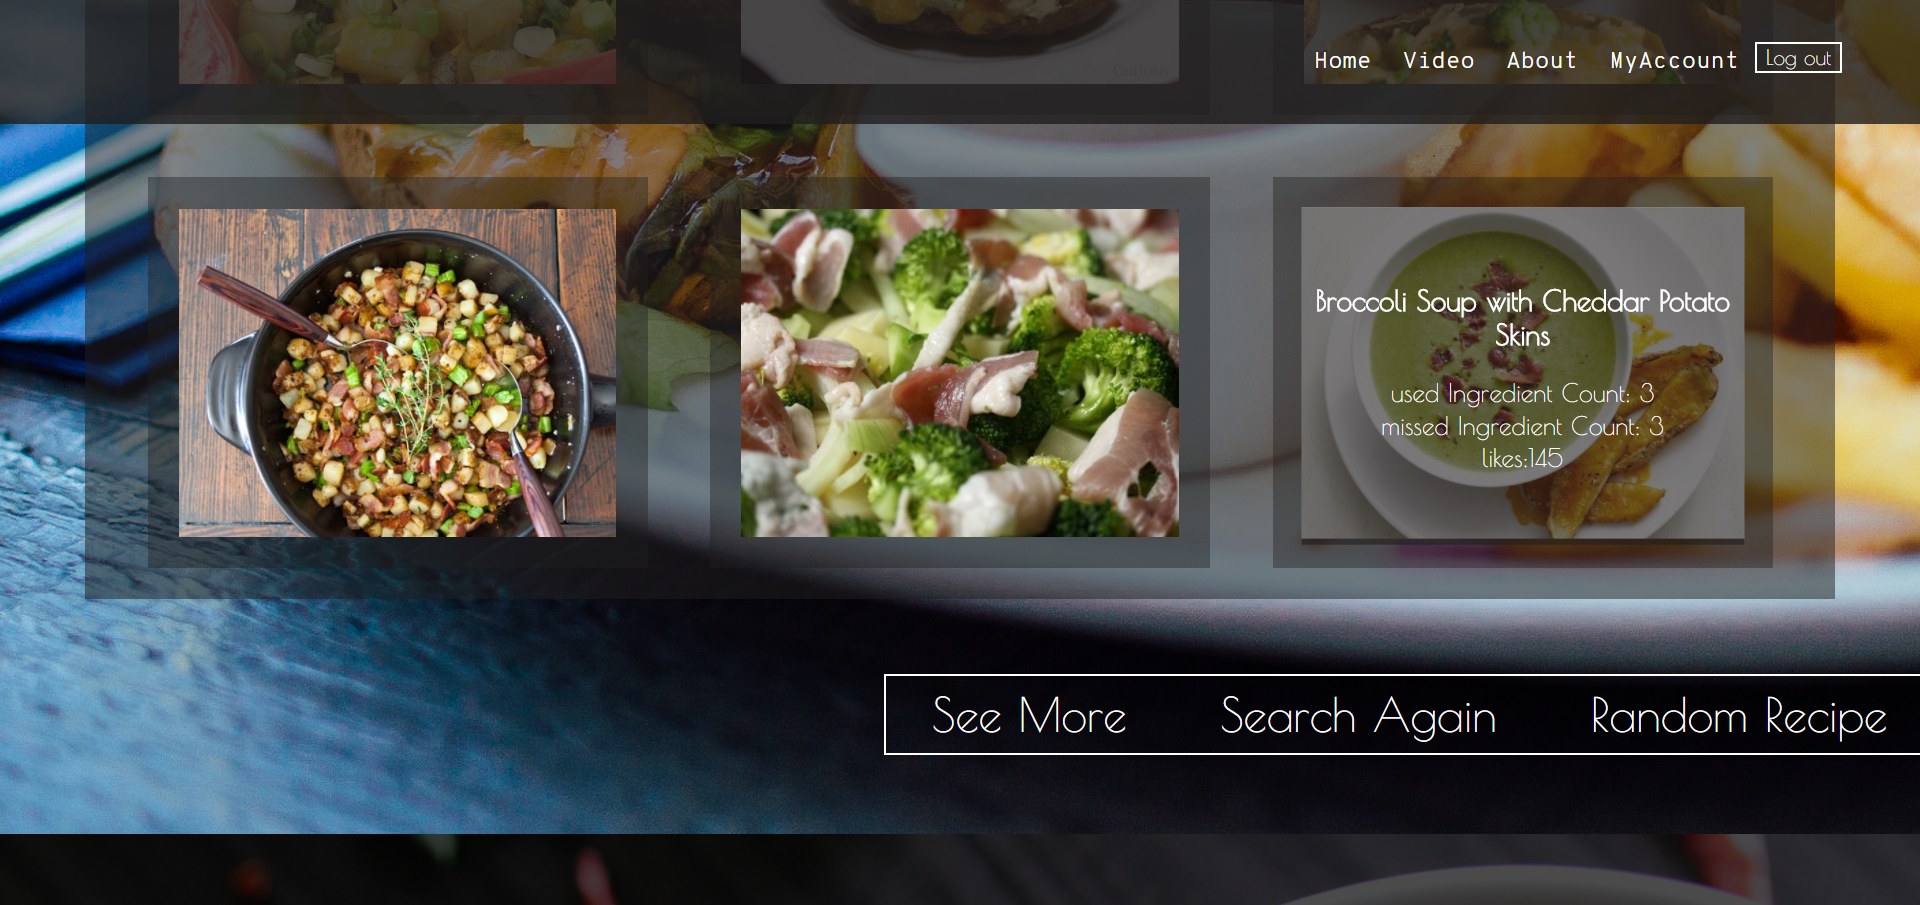 Home Video About MyAccount Log out
Curious
Broccoli Soup with Cheddar Potato
Skins
used Ingredient Count: 3
missed Ingredient Count: 3
likes:145
See More Search Again Random Recipe